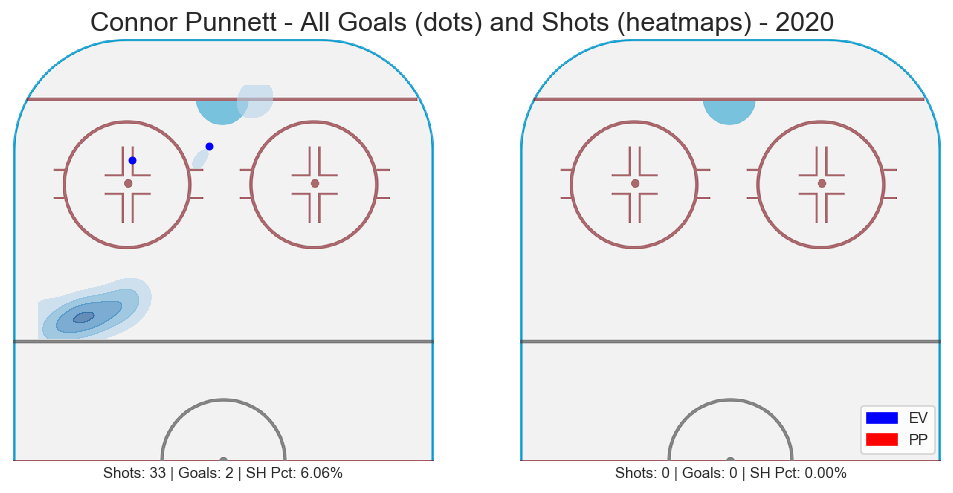 Connor Punnett - All Goals (dots) and Shots (heatmaps) - 2020
EV
PP
Shots: 33 | Goals: 2 | SH Pct: 6.06%
Shots: 0 | Goals: 0 | SH Pct: 0.00%